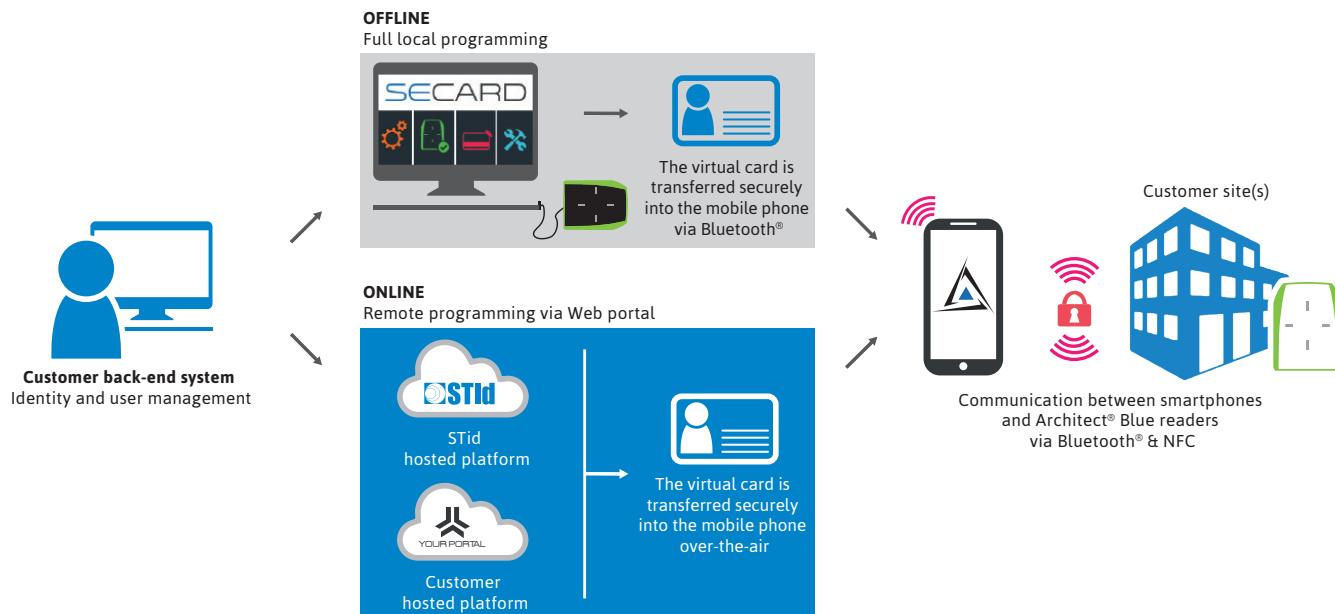 OFFLINE
Full local programming
SECARD
The virtual card is
transferred securely
into the mobile phone
via Bluetooth®
Customer back-end system
Identity and user management
ONLINE
Remote programming via Web portal
STid
STid
hosted platform
YOUR PORTAL
Customer
hosted platform
The virtual card is
transferred securely
into the mobile phone
over-the-air
Customer site(s)
Communication between smartphones
and Architect® Blue readers
via Bluetooth® & NFC